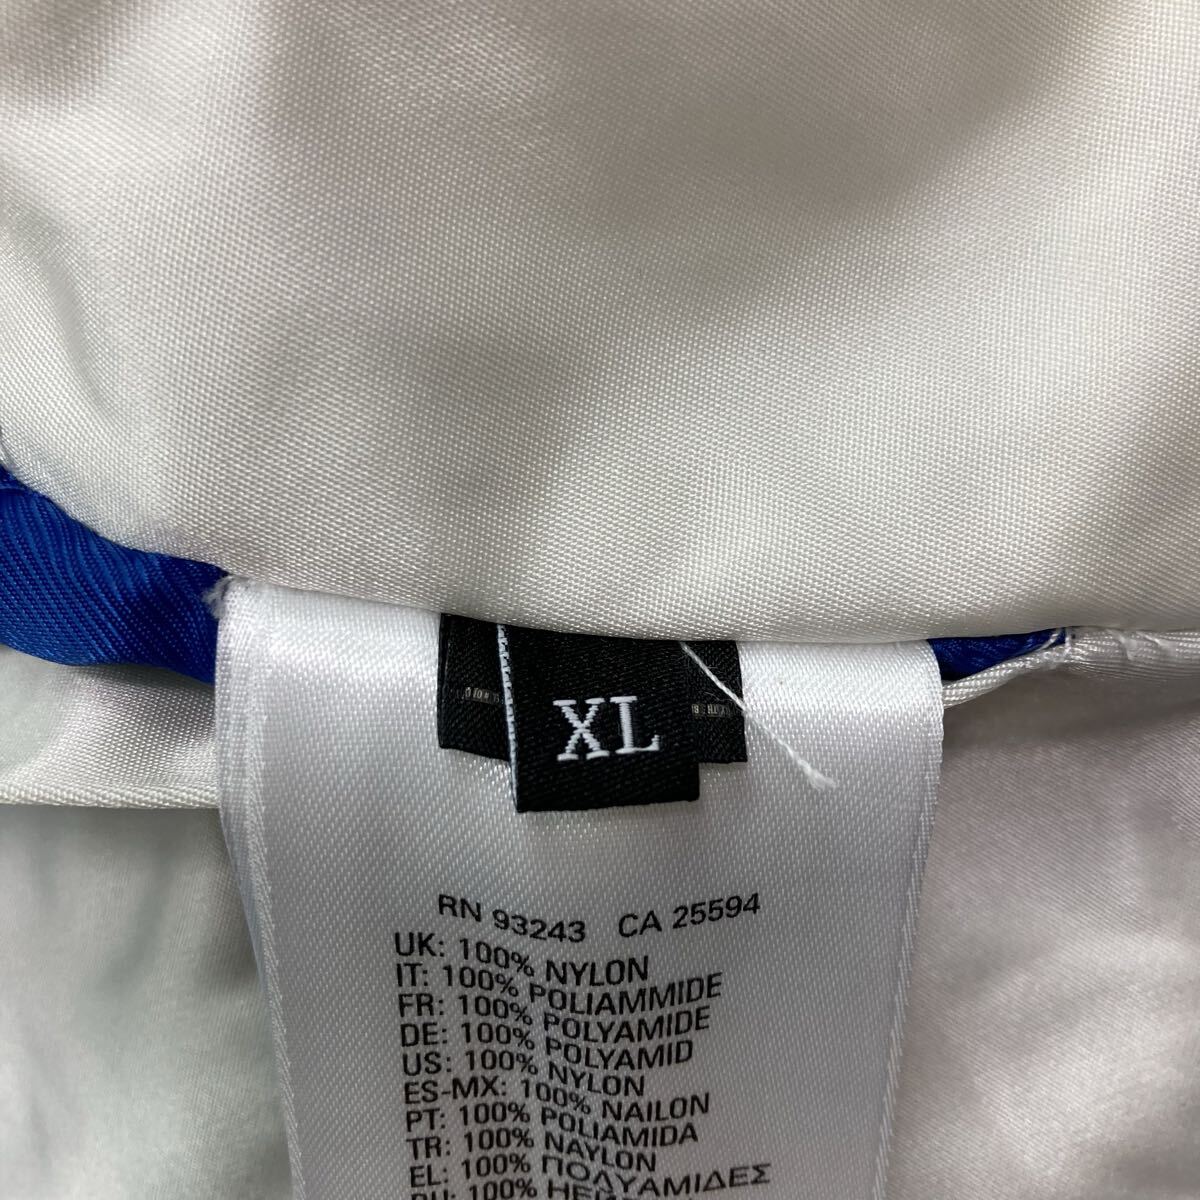 XL
RN 93243 CA 25594
UK: 100% NYLON
IT: 100% POLIAMMIDE
FR: 100% POLYAMIDE
DE: 100% POLYAMID
US: 100% NYLON
ES-MX: 100% NAILON
PT: 100% POLIAMIDA
TR: 100% NAYLON
EL: 100% ΠΟΛΥΑΜΙΔΕΣ
RU: 100%